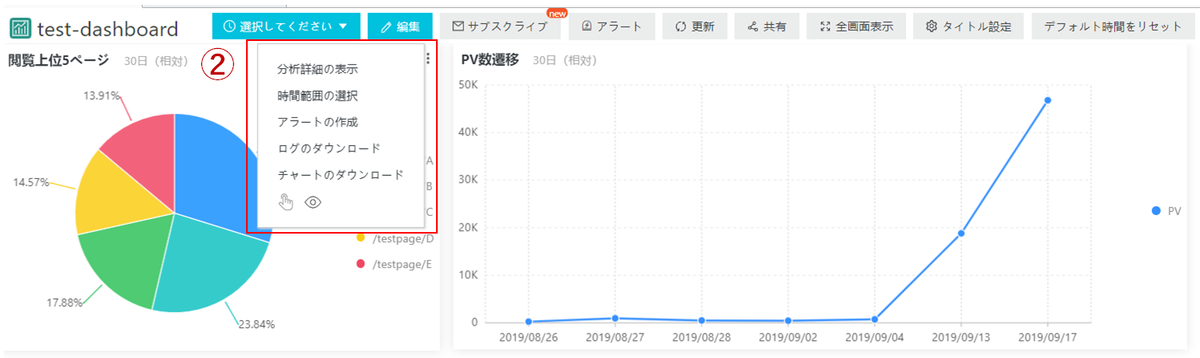 test-dashboard
選択してください
編集
サブスクライブ
new
アラート
更新
共有
全画面表示
タイトル設定
デフォルト時間をリセット
閲覧上位5ページ 30日（相対）
②
分析詳細の表示
時間範囲の選択
アラートの作成
ログのダウンロード
チャートのダウンロード
13.91%
14.57%
17.88%
23.84%
A
B
C
/testpage/D
/testpage/E
PV数遷移 30日（相対）
50K
40K
30K
20K
10K
0
2019/08/26
2019/08/27
2019/08/28
2019/09/02
2019/09/04
2019/09/13
2019/09/17
PV